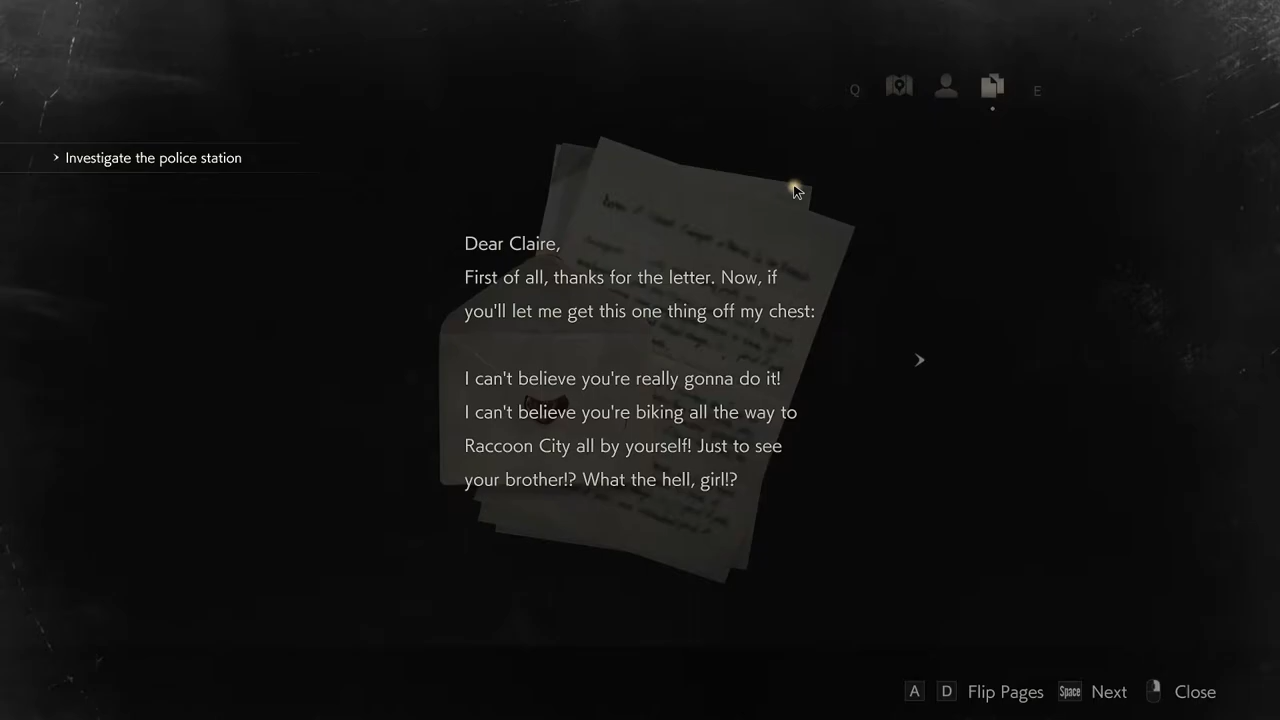 Q
E
> Investigate the police station
Dear Claire,
First of all, thanks for the letter. Now, if
you'll let me get this one thing off my chest:
I can't believe you're really gonna do it!
I can't believe you're biking all the way to
Raccoon City all by yourself! Just to see
your brother!? What the hell, girl!?
A D Flip Pages Space Next Close